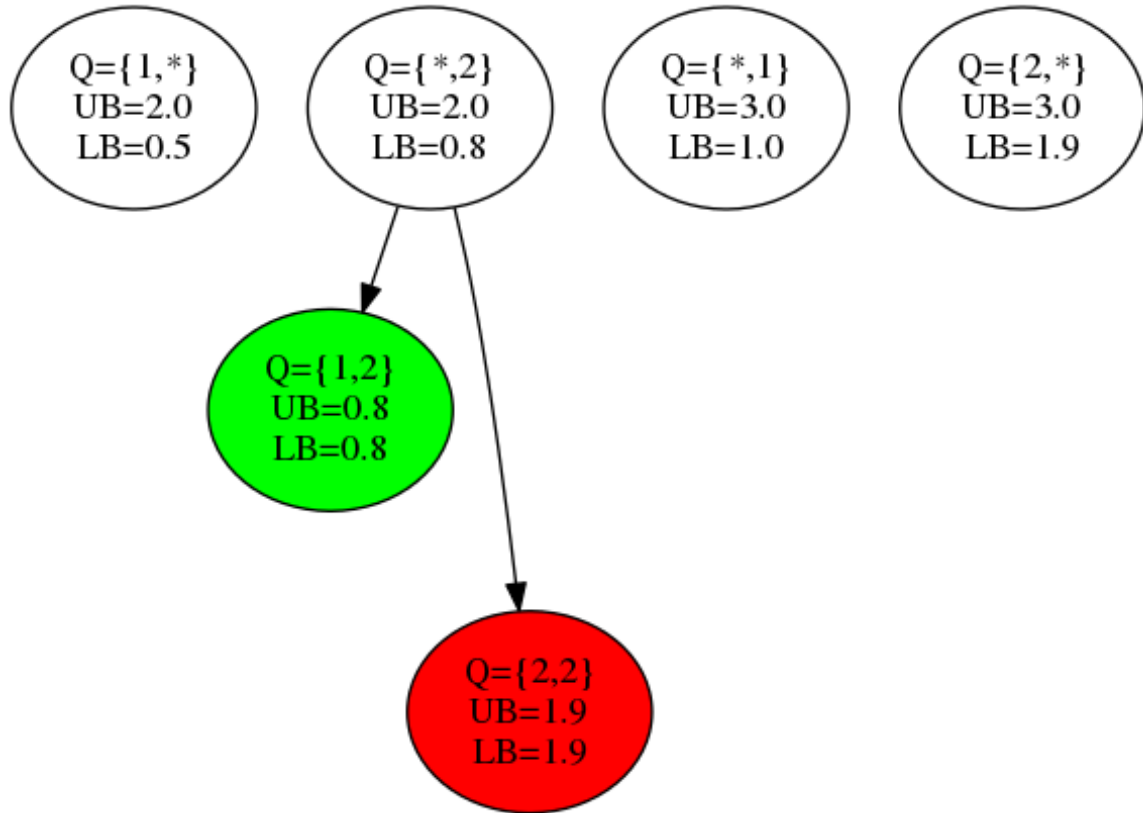 Q={1,*}
UB=2.0
LB=0.5
Q={*,2}
UB=2.0
LB=0.8
Q={*,1}
UB=3.0
LB=1.0
Q={2,*}
UB=3.0
LB=1.9
Q={1,2}
UB=0.8
LB=0.8
Q={2,2}
UB=1.9
LB=1.9